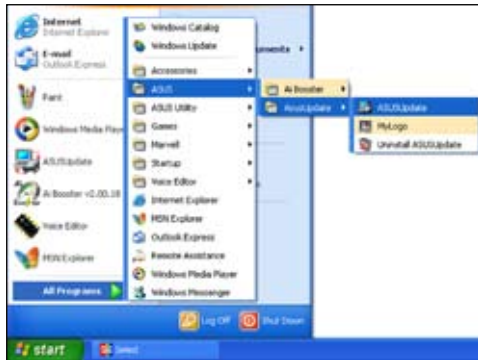 Internet
Internet Explorer
E-mail
Outlook Express
Paint
Windows Media Player
ASUSUpdate
Ai Booster v2.00.18
Voice Editor
MSN Explorer
All Programs
Windows Catalog
Windows Update
Accessories
ASUS
ASUS Utility
Games
Marvell
Startup
Voice Editor
Internet Explorer
MSN Explorer
Outlook Express
Remote Assistance
Windows Media Player
Windows Messenger
Ai Booster
AsusUpdate
ASUSUpdate
MyLogo
Uninstall ASUSUpdate
Log Off
Shut Down
start